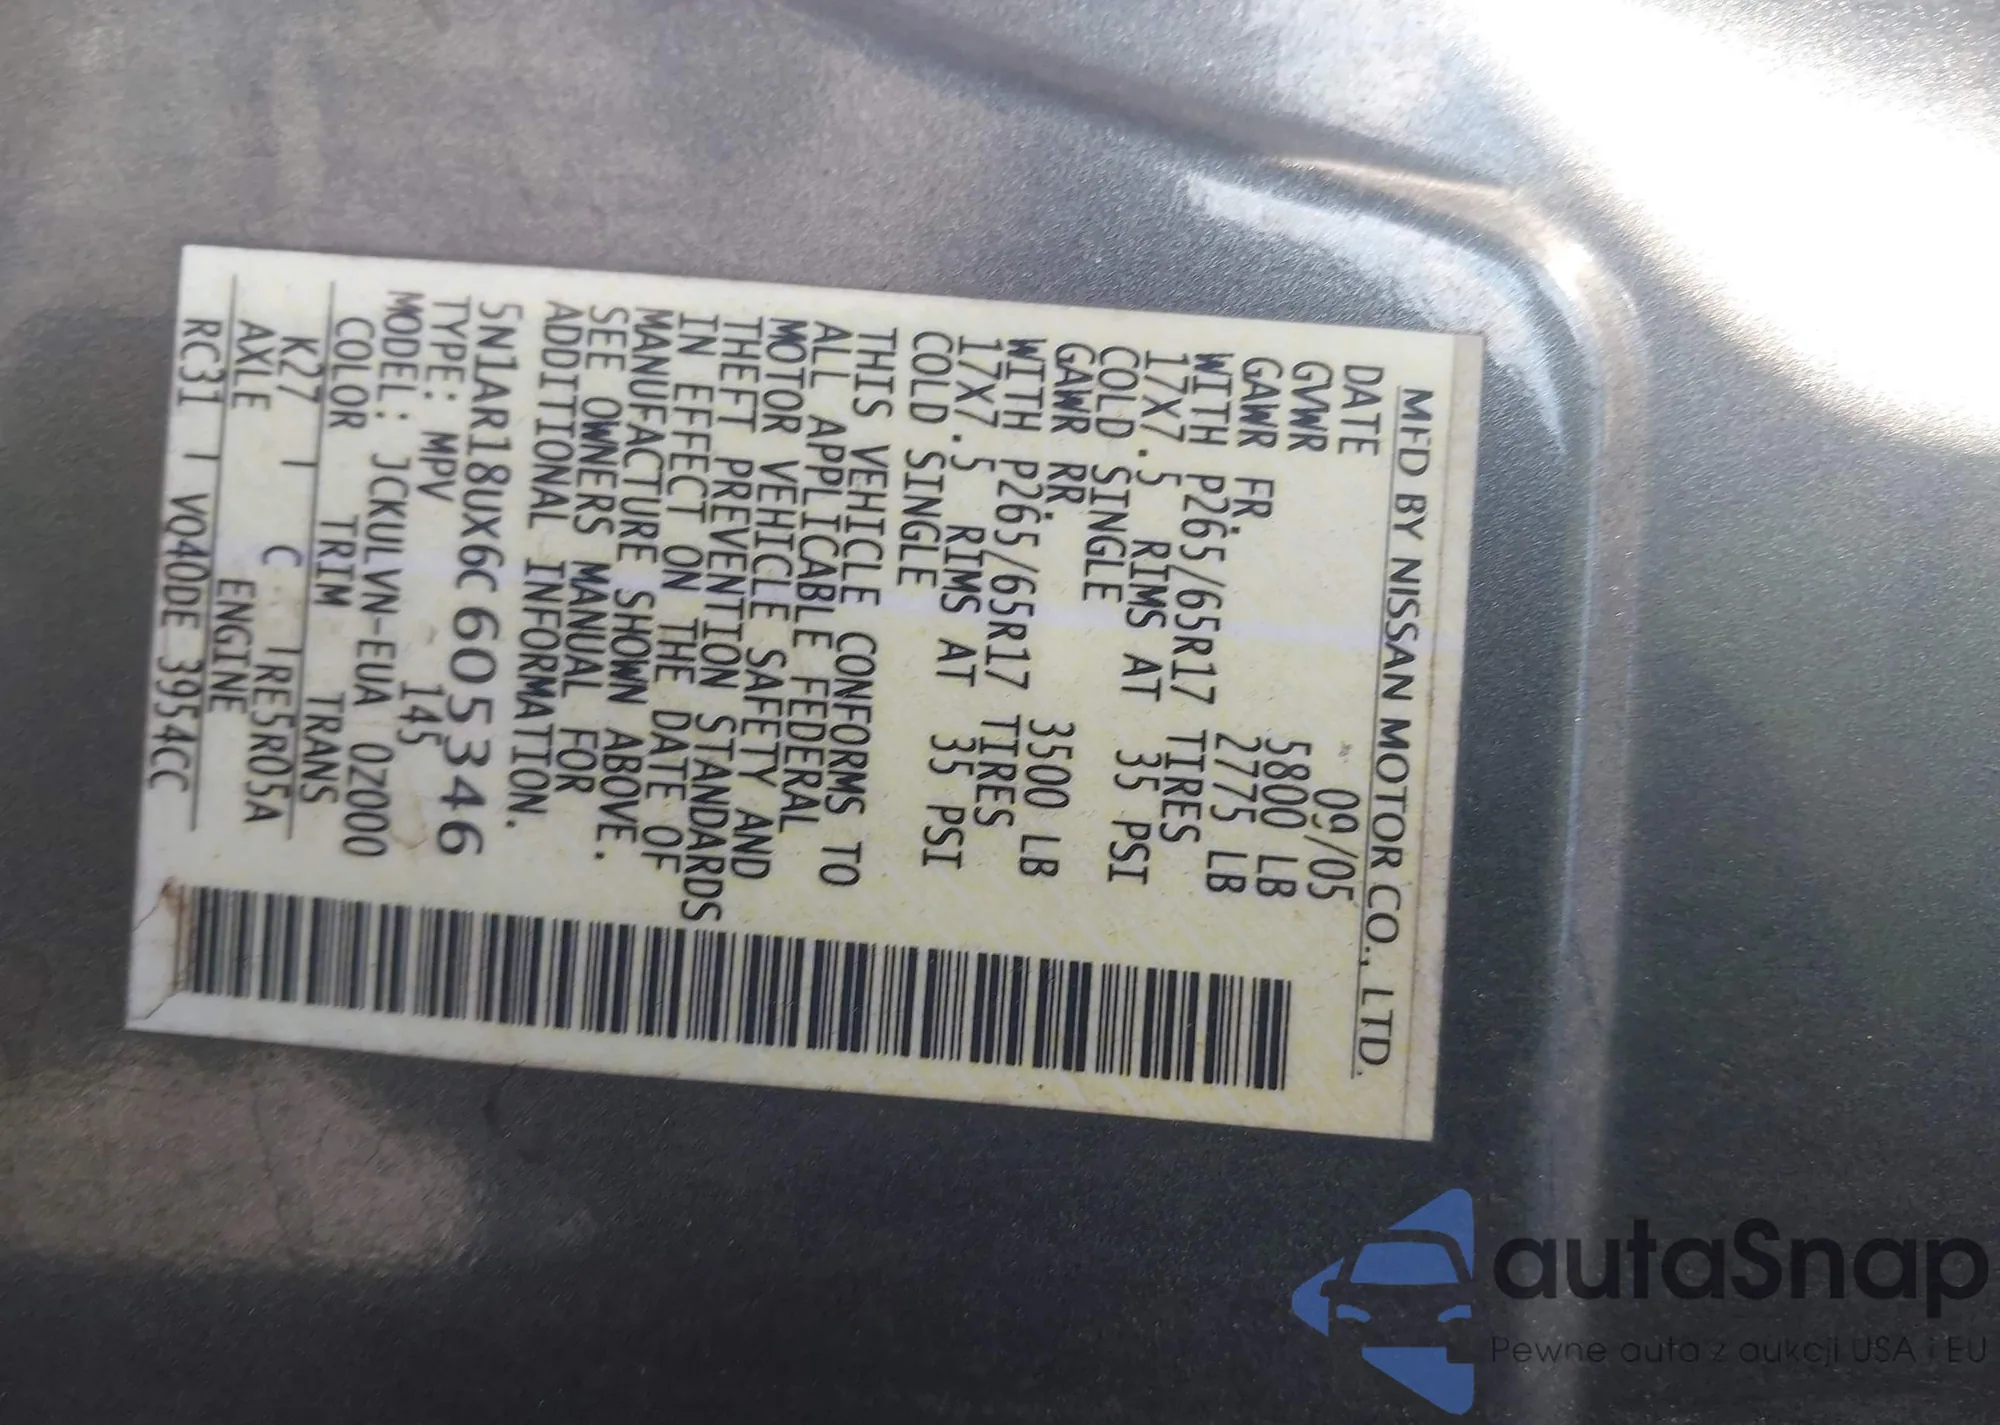 MFD BY NISSAN MOTOR CO., LTD.
DATE 09/05
GVWR 5800 LB
GAWR FR. 2775 LB
WITH P265/65R17 TIRES
17X7.5 RIMS AT 35 PSI
COLD SINGLE
GAWR RR. 3500 LB
WITH P265/65R17 TIRES
17X7.5 RIMS AT 35 PSI
COLD SINGLE
THIS VEHICLE CONFORMS TO
ALL APPLICABLE FEDERAL
MOTOR VEHICLE SAFETY AND
THEFT PREVENTION STANDARDS
IN EFFECT ON THE DATE OF
MANUFACTURE SHOWN ABOVE.
SEE OWNERS MANUAL FOR
ADDITIONAL INFORMATION.
5N1AR18UX6C605346
TYPE: MPV - 145
MODEL: JCKULVN-EUA 0Z000
COLOR TRIM TRANS
K27 C RE5R05A
AXLE ENGINE
RC31 VQ40DE 3954CC
autaSnap
Pewne auta z aukcji USA i EU